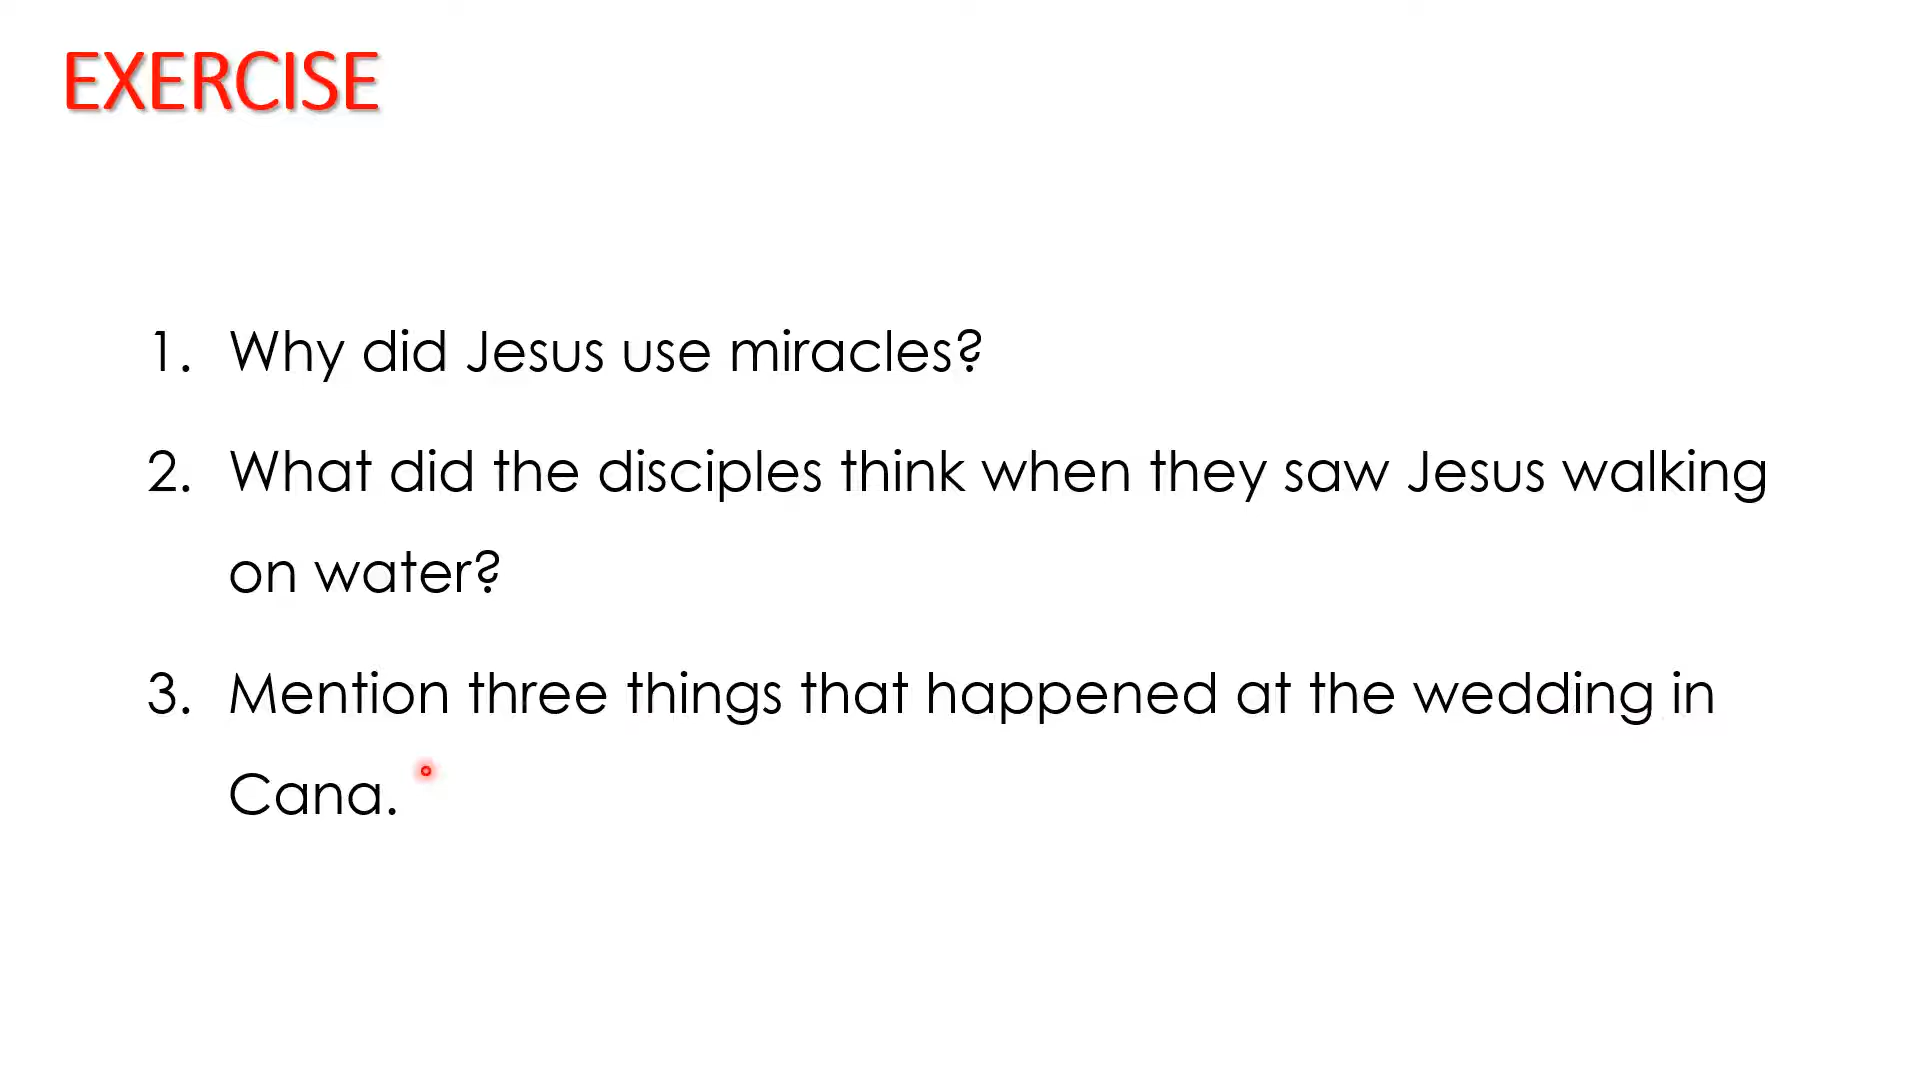 EXERCISE
1. Why did Jesus use miracles?
2. What did the disciples think when they saw Jesus walking
on water?
3. Mention three things that happened at the wedding in
Cana.